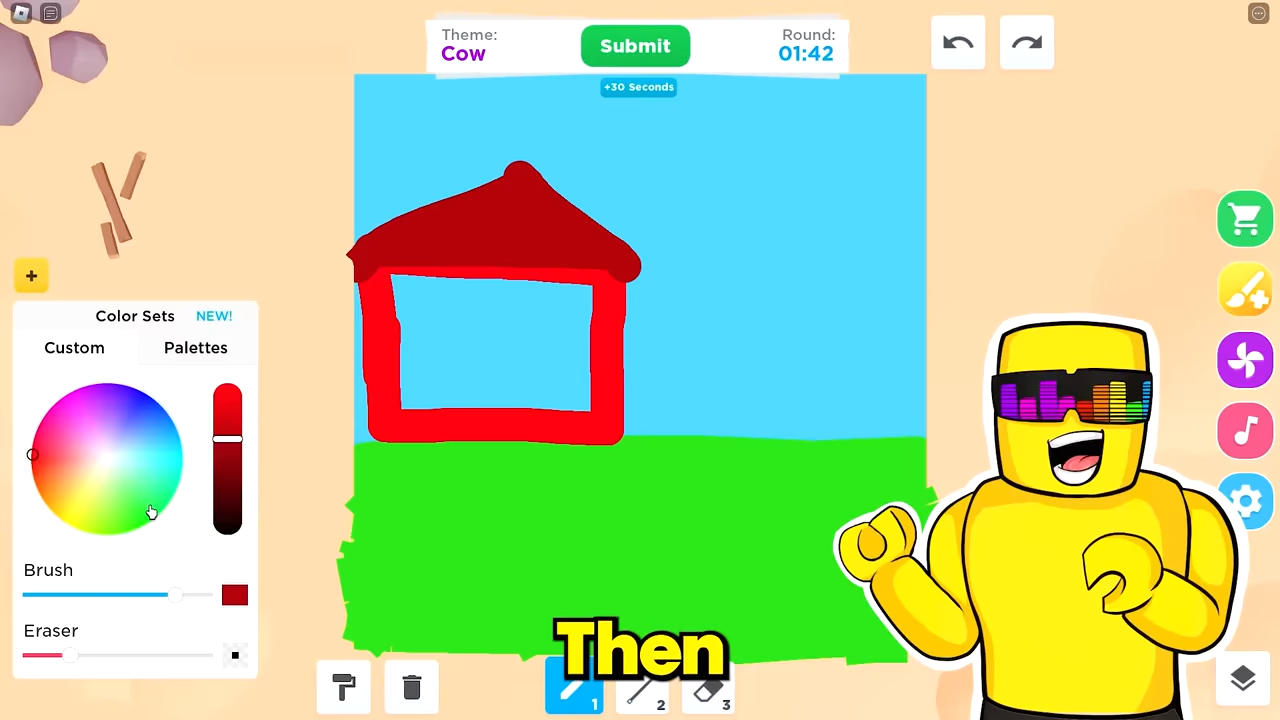 Theme:
Cow
Submit
Round:
01:42
+30 Seconds
+
Color Sets NEW!
Custom Palettes
Brush
Eraser
Then
1 2 3